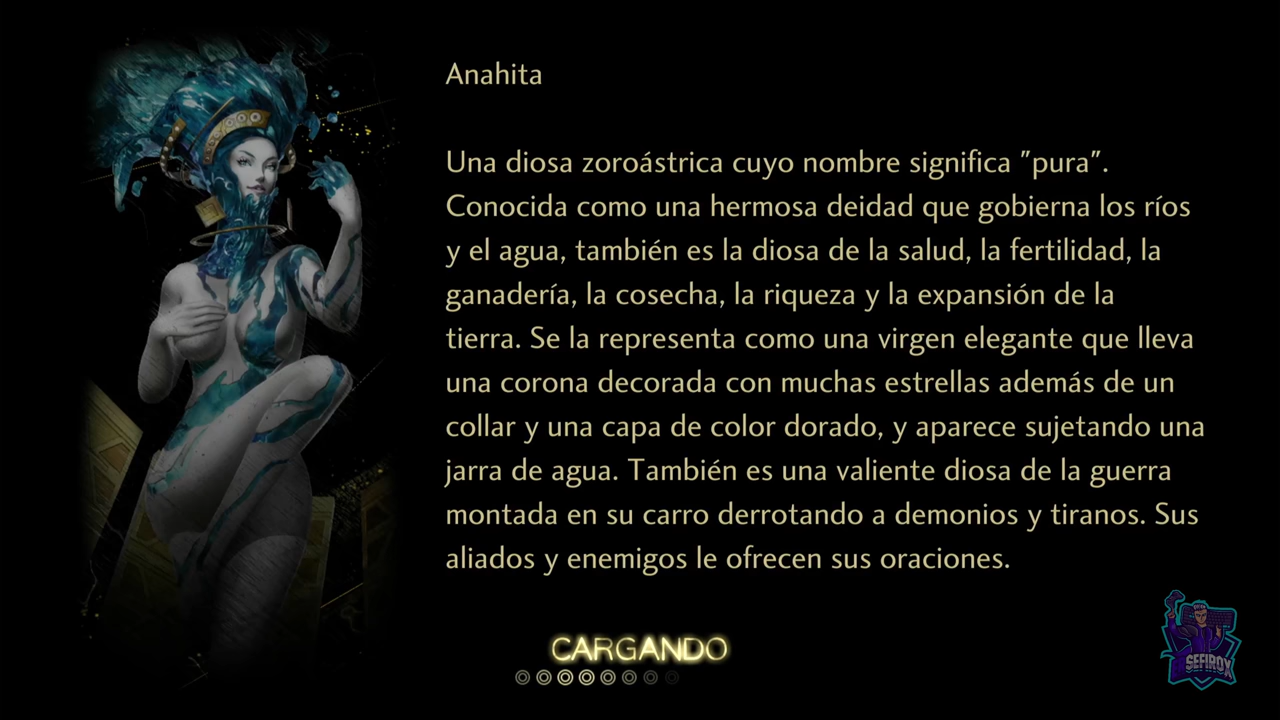 Anahita
Una diosa zoroástrica cuyo nombre significa "pura".
Conocida como una hermosa deidad que gobierna los ríos
y el agua, también es la diosa de la salud, la fertilidad, la
ganadería, la cosecha, la riqueza y la expansión de la
tierra. Se la representa como una virgen elegante que lleva
una corona decorada con muchas estrellas además de un
collar y una capa de color dorado, y aparece sujetando una
jarra de agua. También es una valiente diosa de la guerra
montada en su carro derrotando a demonios y tiranos. Sus
aliados y enemigos le ofrecen sus oraciones.
CARGANDO
SEFIROX